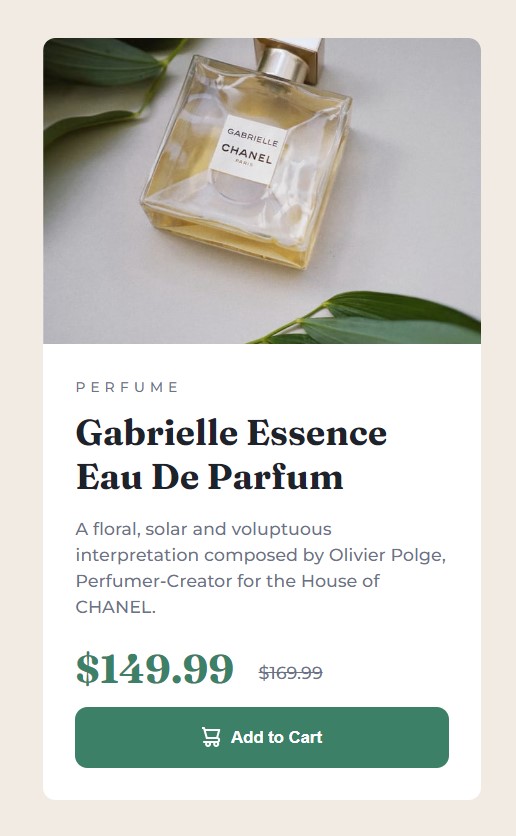 GABRIELLE
CHANEL
PARIS
PERFUME
Gabrielle Essence
Eau De Parfum
A floral, solar and voluptuous
interpretation composed by Olivier Polge,
Perfumer-Creator for the House of
CHANEL.
$149.99 $169.99
Add to Cart